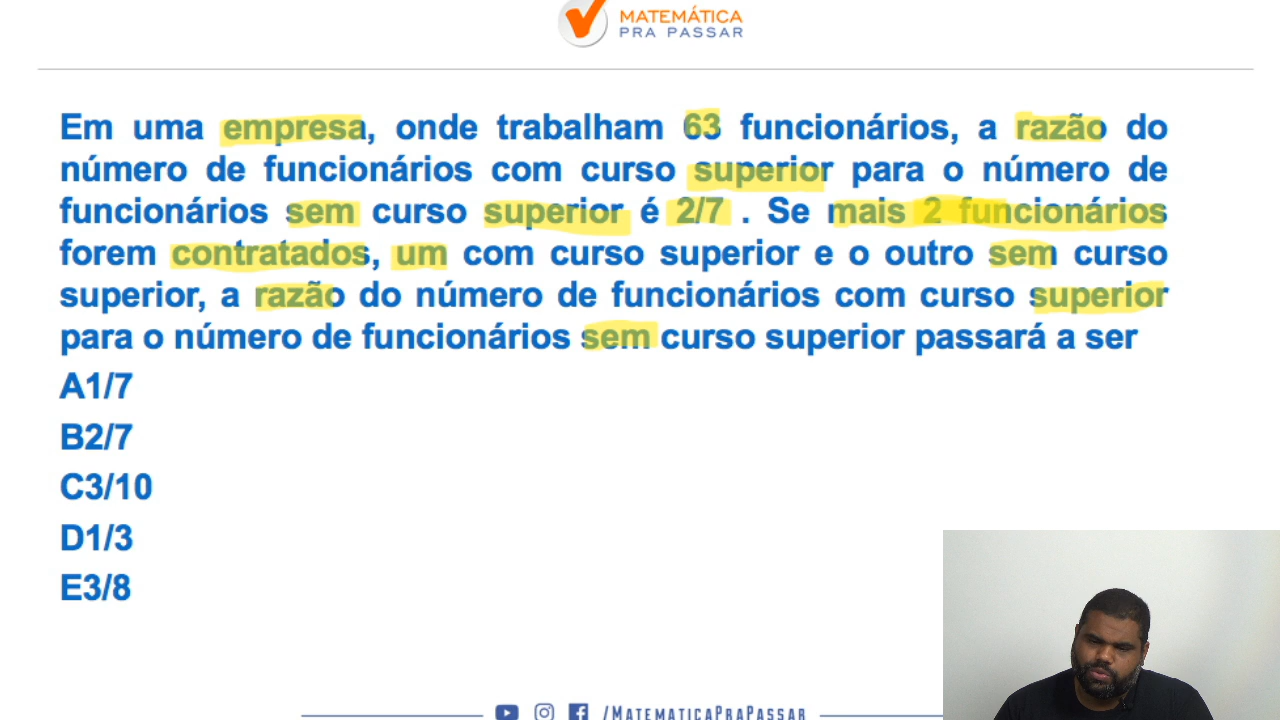 MATEMÁTICA
PRA PASSAR
Em uma empresa, onde trabalham 63 funcionários, a razão do
número de funcionários com curso superior para o número de
funcionários sem curso superior é 2/7 . Se mais 2 funcionários
forem contratados, um com curso superior e o outro sem curso
superior, a razão do número de funcionários com curso superior
para o número de funcionários sem curso superior passará a ser
A1/7
B2/7
C3/10
D1/3
E3/8
/MATEMATICAPRAPASSAR